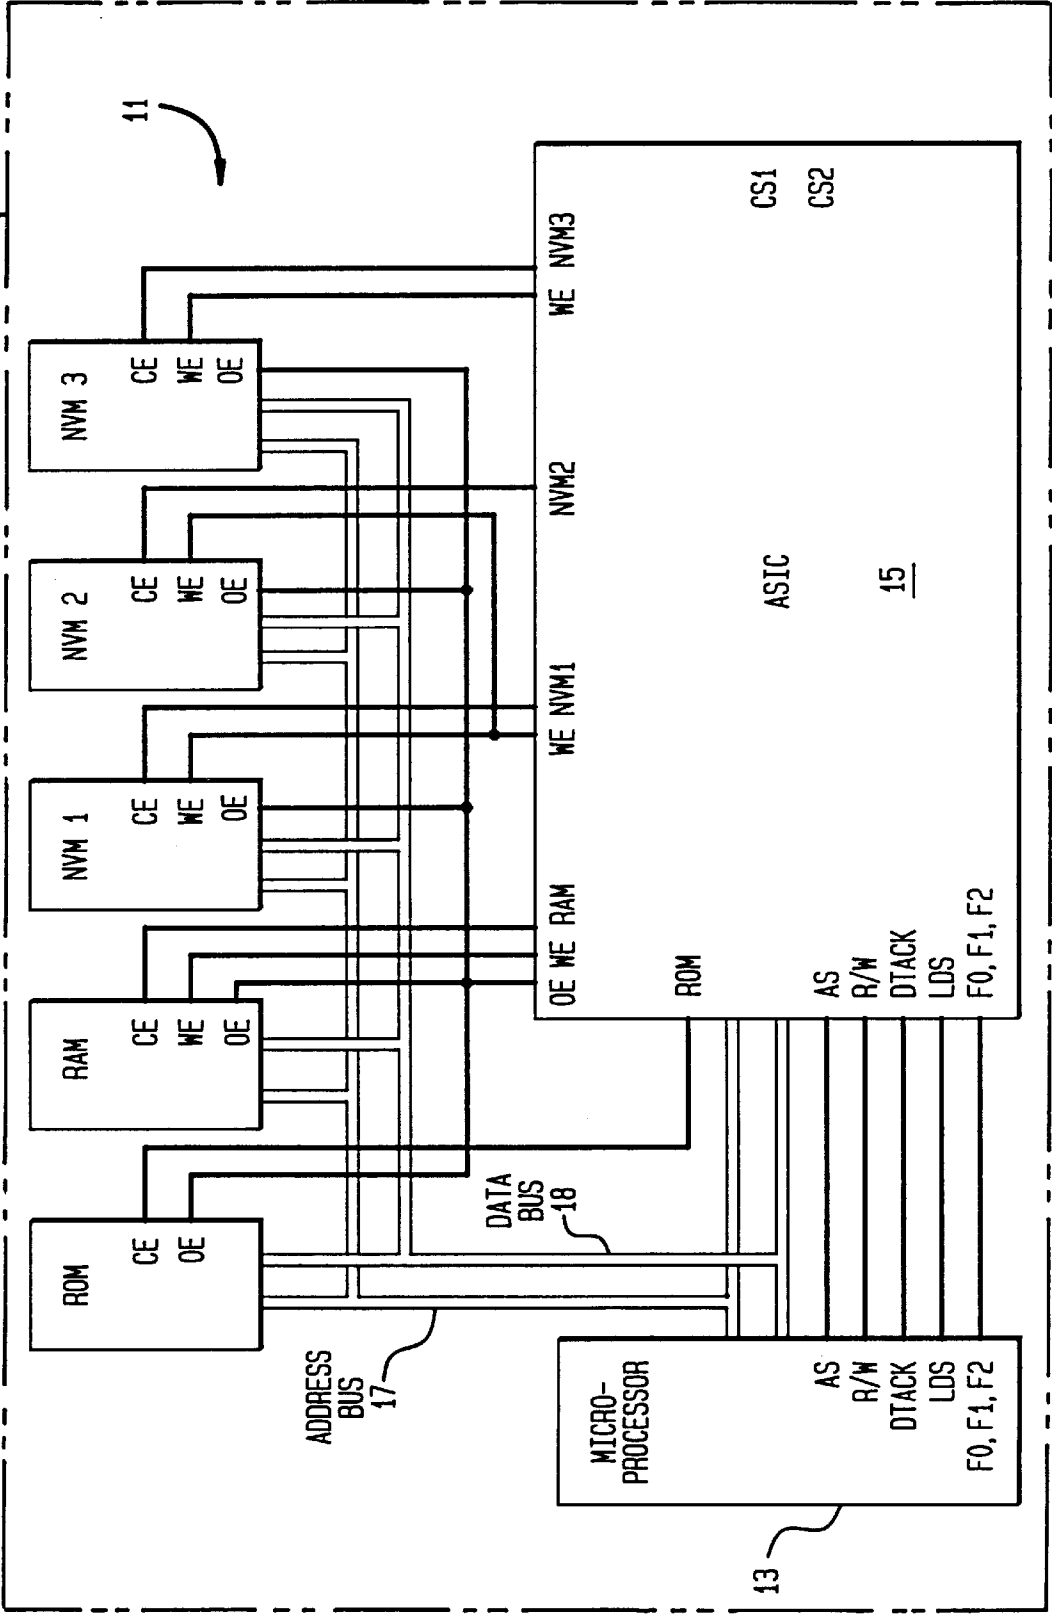 11
ROM
CE
OE
RAM
CE
WE
OE
NVM 1
CE
WE
OE
NVM 2
CE
WE
OE
NVM 3
CE
WE
OE
ADDRESS
BUS
17
DATA
BUS
18
MICRO-
PROCESSOR
AS
R/W
DTACK
LDS
F0, F1, F2
13
OE WE RAM
WE NVM1
NVM2
WE NVM3
ROM
ASIC
15
CS1
CS2
AS
R/W
DTACK
LDS
F0, F1, F2